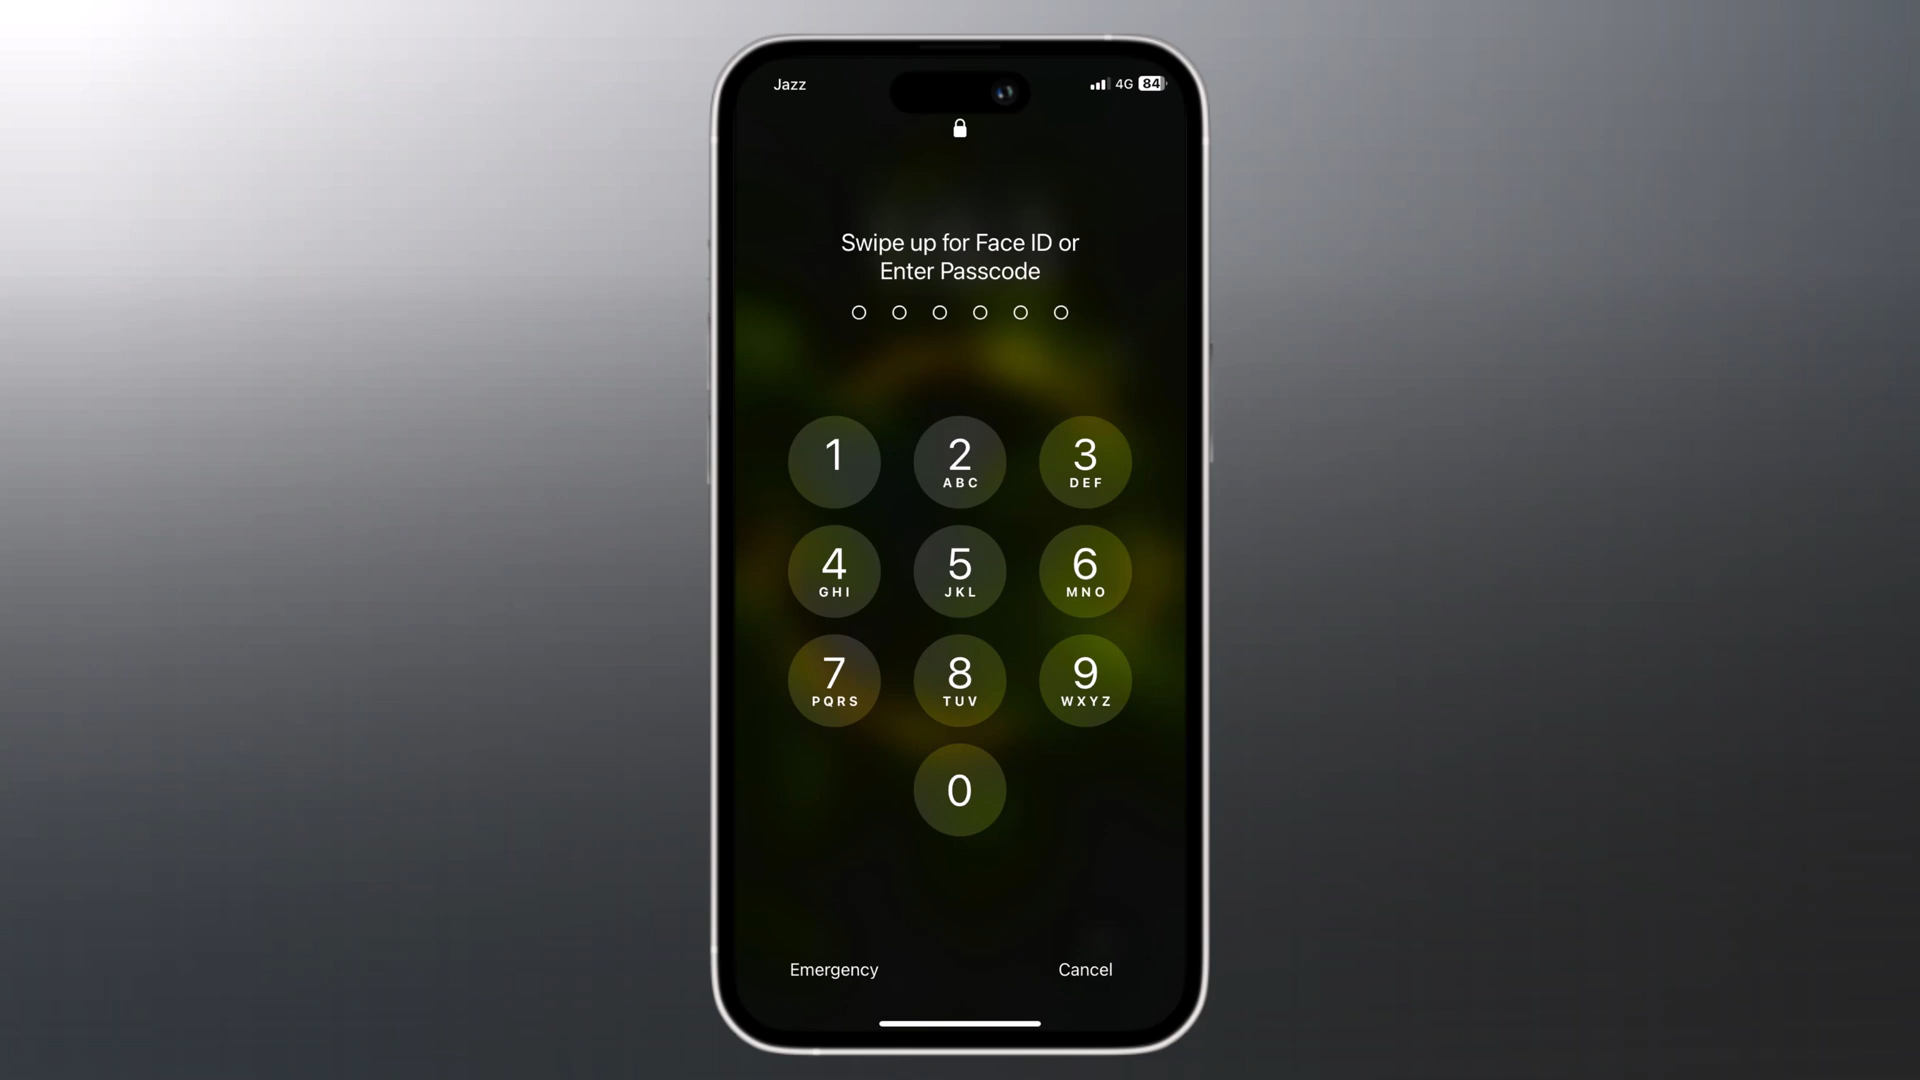 Jazz
4G 84
Swipe up for Face ID or
Enter Passcode
1
2
ABC
3
DEF
4
GHI
5
JKL
6
MNO
7
PQRS
8
TUV
9
WXYZ
0
Emergency
Cancel